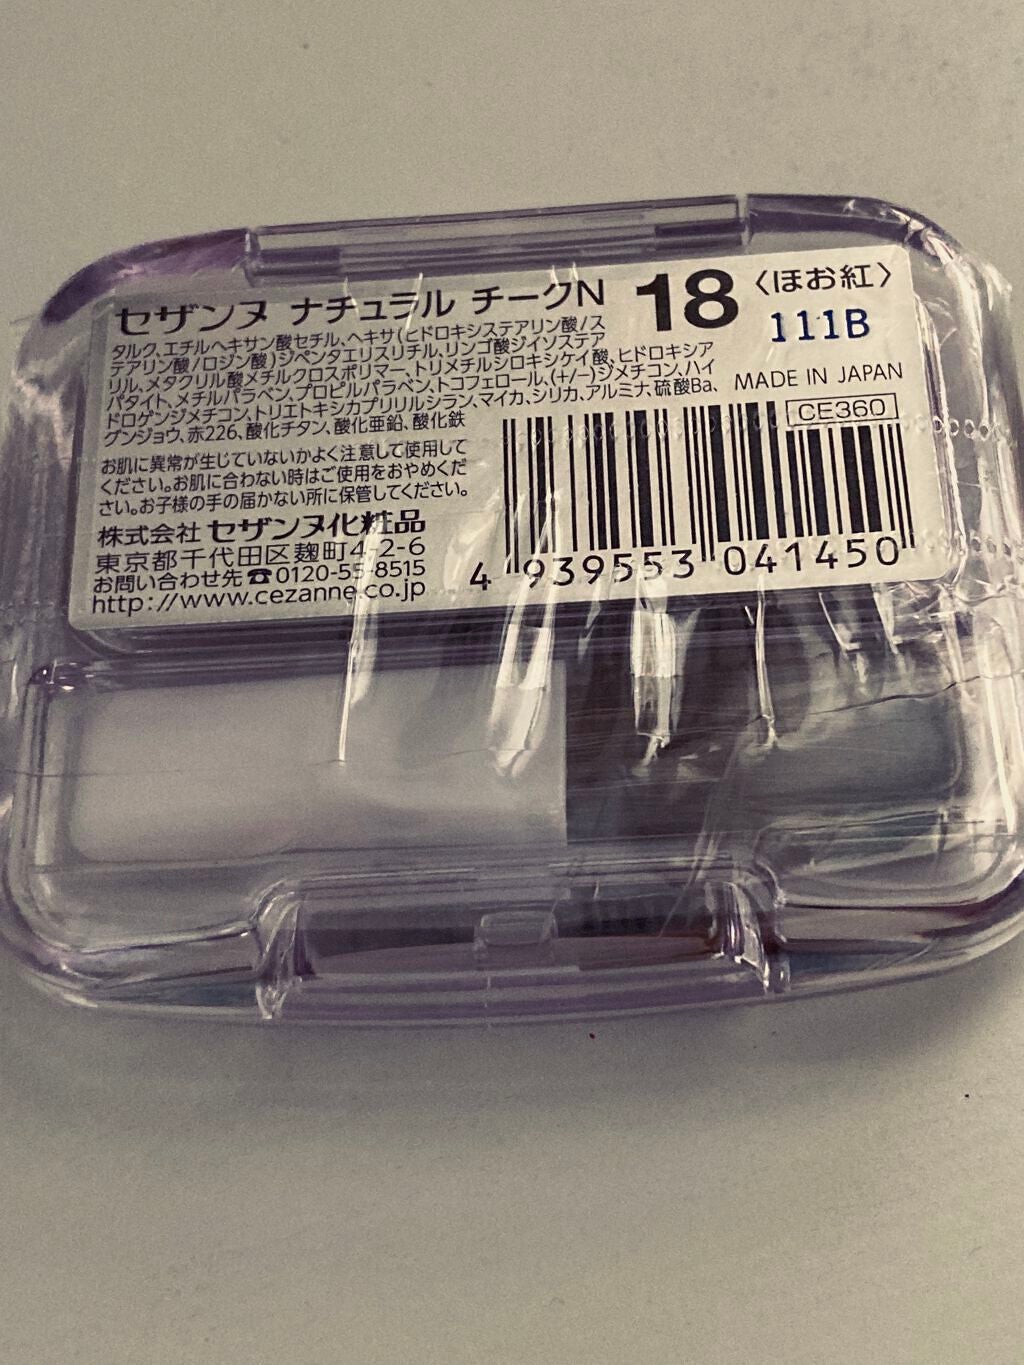 セザンヌ ナチュラル チークN 18 〈ほお紅〉
111B
タルク、エチルヘキサン酸セチル、ヘキサ(ヒドロキシステアリン酸/ス
テアリン酸/ロジン酸)ジペンタエリスリチル、リンゴ酸ジイソステア
リル、メタクリル酸メチルクロスポリマー、トリメチルシロキシケイ酸、ヒドロキシア
パタイト、メチルパラベン、プロピルパラベン、トコフェロール、(+/−)ジメチコン、ハイ
ドロゲンジメチコン、トリエトキシカプリリルシラン、マイカ、シリカ、アルミナ、硫酸Ba、
グンジョウ、赤226、酸化チタン、酸化亜鉛、酸化鉄
MADE IN JAPAN
CE360
お肌に異常が生じていないかよく注意して使用して
ください。お肌に合わない時はご使用をおやめくだ
さい。お子様の手の届かない所に保管してください。
株式会社 セザンヌ化粧品
東京都千代田区麹町4-2-6
お問い合わせ先☎0120-55-8515
http://www.cezanne.co.jp
4 939553 041450